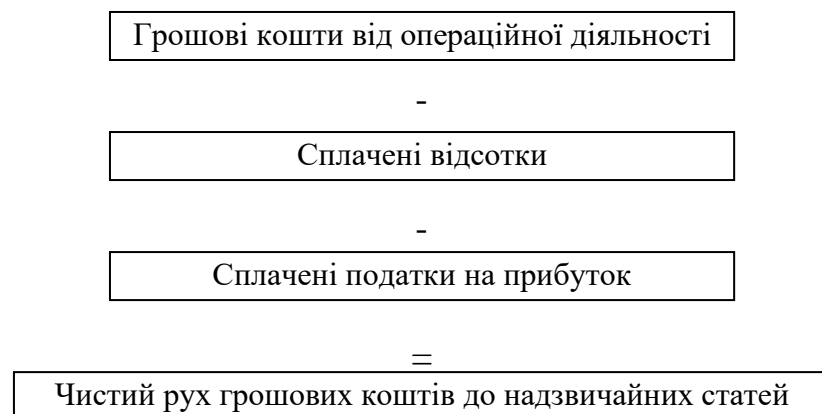 Грошові кошти від операційної діяльності
-
Сплачені відсотки
-
Сплачені податки на прибуток
=
Чистий рух грошових коштів до надзвичайних статей